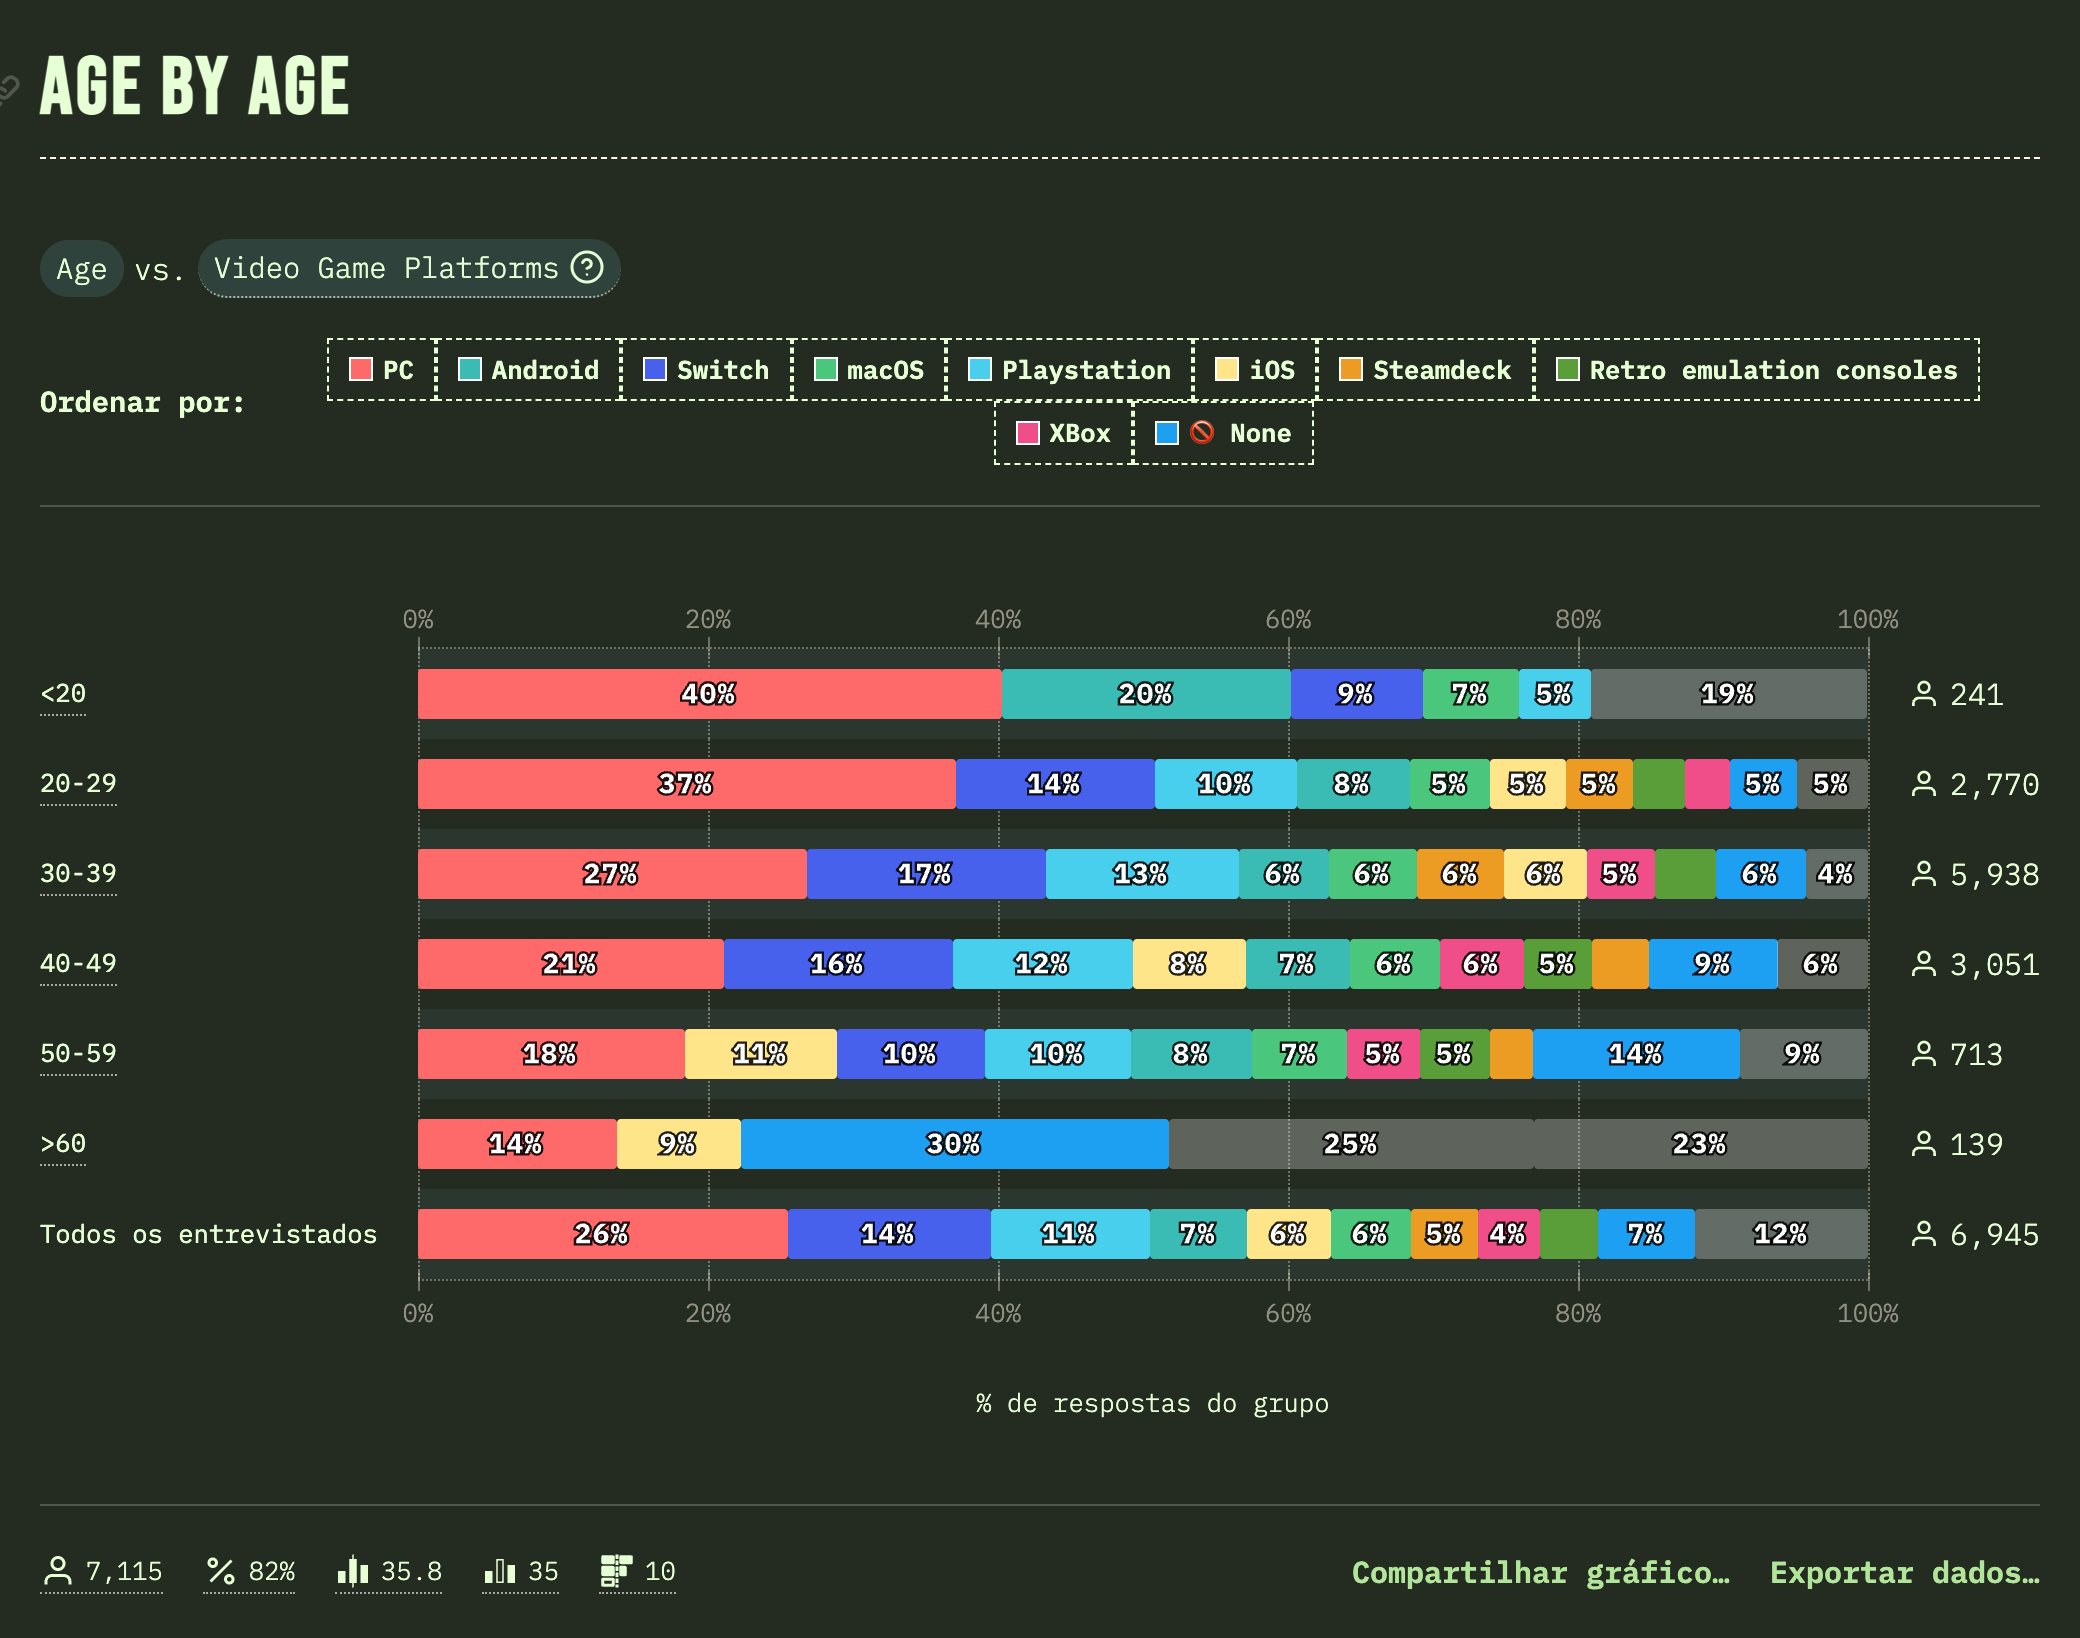 AGE BY AGE
Age vs. Video Game Platforms ?
Ordenar por:
PC Android Switch macOS Playstation iOS Steamdeck Retro emulation consoles
XBox 🚫 None
0% 20% 40% 60% 80% 100%
<20 40% 20% 9% 7% 5% 19% 241
20-29 37% 14% 10% 8% 5% 5% 5% 5% 5% 2,770
30-39 27% 17% 13% 6% 6% 6% 6% 5% 6% 4% 5,938
40-49 21% 16% 12% 8% 7% 6% 6% 5% 9% 6% 3,051
50-59 18% 11% 10% 10% 8% 7% 5% 5% 14% 9% 713
>60 14% 9% 30% 25% 23% 139
Todos os entrevistados 26% 14% 11% 7% 6% 6% 5% 4% 7% 12% 6,945
0% 20% 40% 60% 80% 100%
% de respostas do grupo
7,115 82% 35.8 35 10 Compartilhar gráfico… Exportar dados…